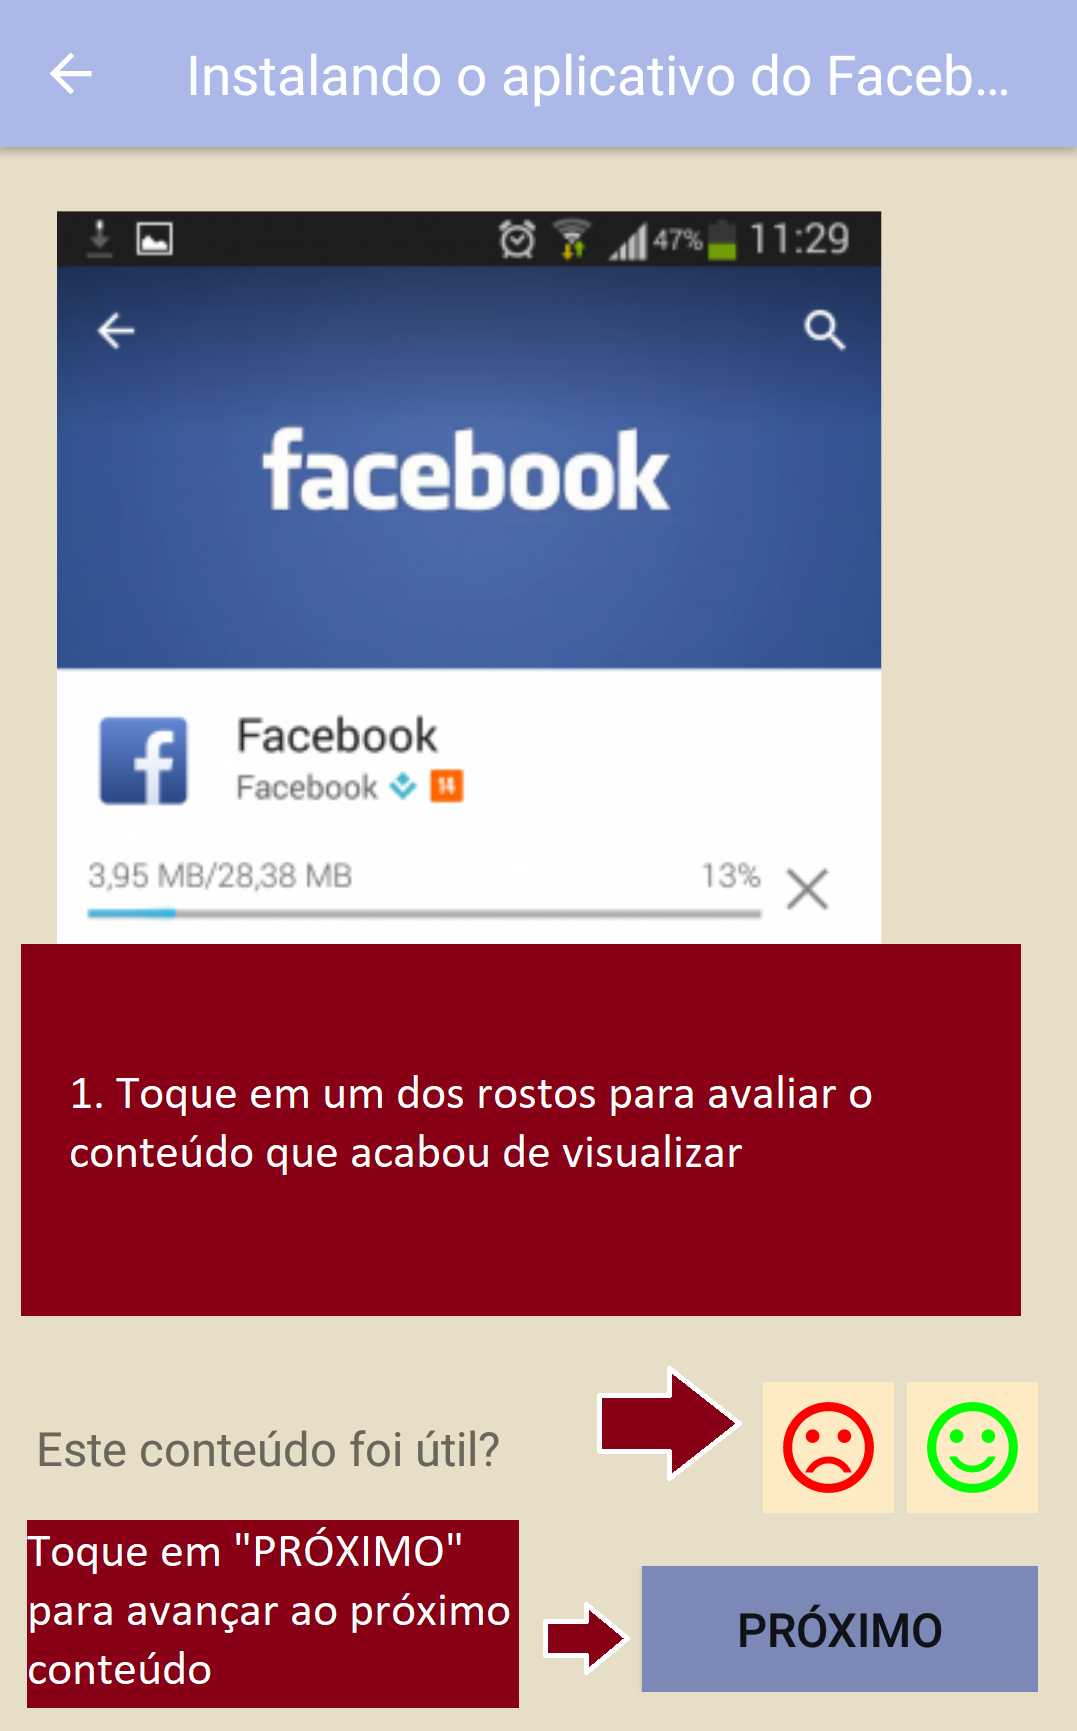 Instalando o aplicativo do Faceb...
47% 11:29
facebook
Facebook
Facebook 14
3,95 MB/28,38 MB 13%
1. Toque em um dos rostos para avaliar o
conteúdo que acabou de visualizar
Este conteúdo foi útil?
Toque em "PRÓXIMO"
para avançar ao próximo
conteúdo
PRÓXIMO